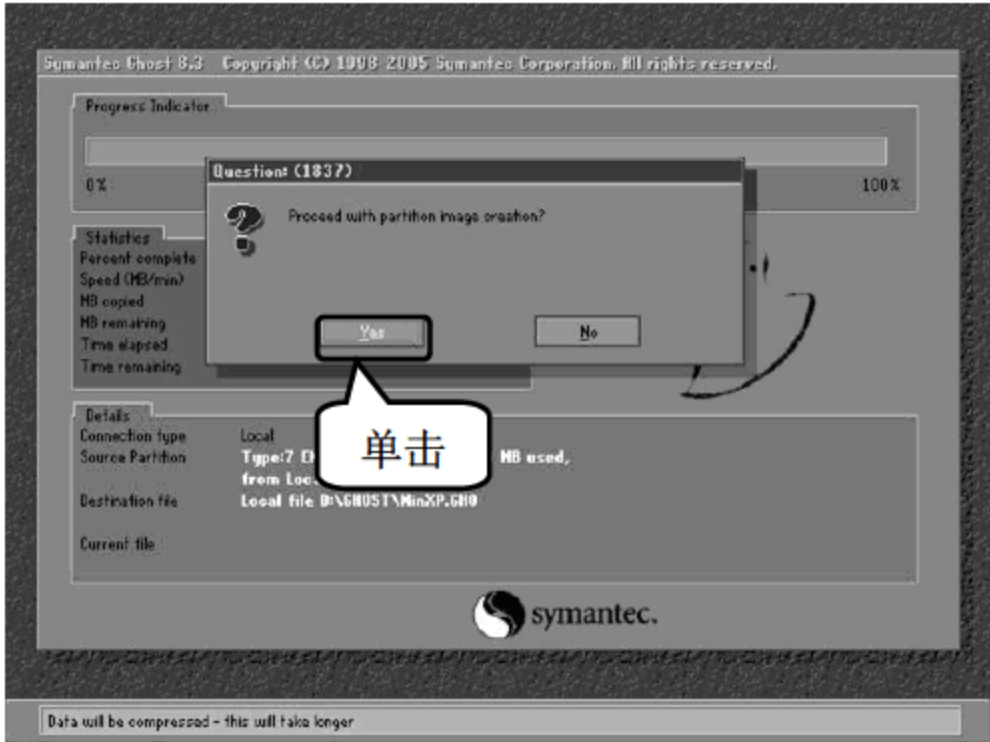 Symantec Ghost 8.3 Copyright (C) 1998-2005 Symantec Corporation. All rights reserved.
Progress Indicator
0% 100%
Question: (1837)
Proceed with partition image creation?
Yes No
Statistics
Percent complete
Speed (MB/min)
MB copied
MB remaining
Time elapsed
Time remaining
单击
Details
Connection type Local
Source Partition Type:7 MB used,
from
Destination file Local file D:\GHOST\WinXP.GHO
Current file
symantec.
Data will be compressed - this will take longer